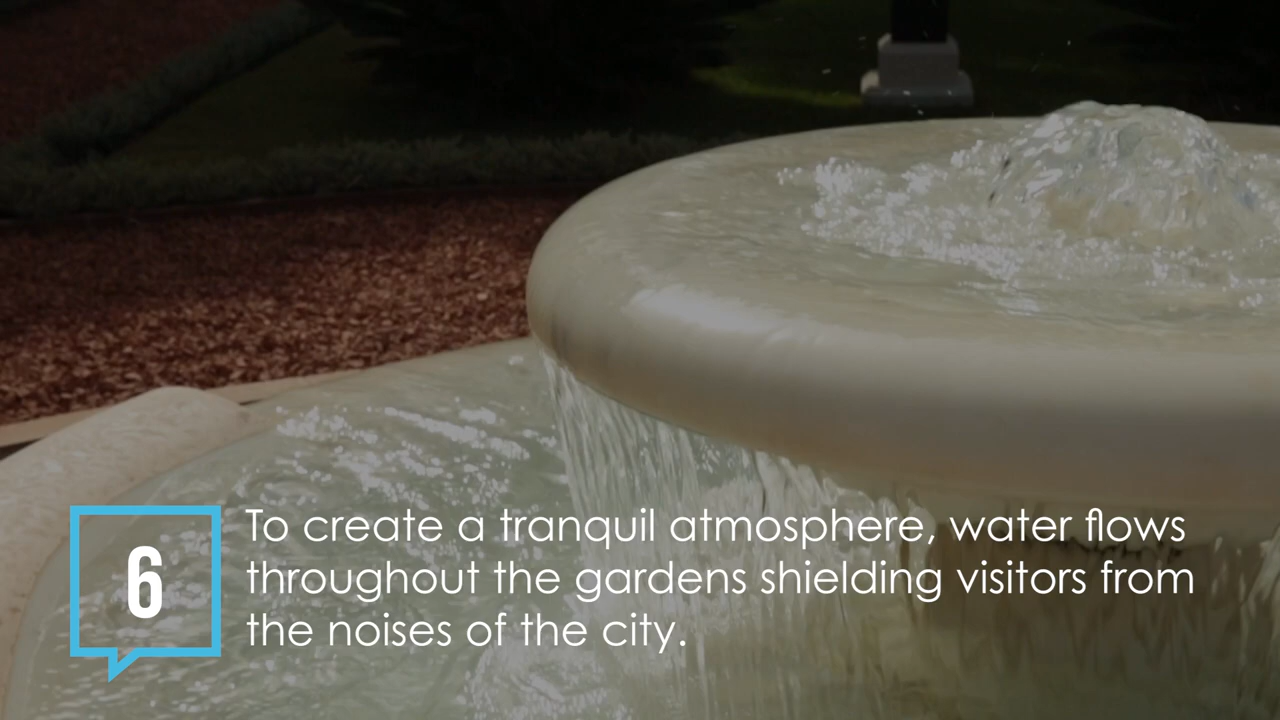 6
To create a tranquil atmosphere, water flows
throughout the gardens shielding visitors from
the noises of the city.